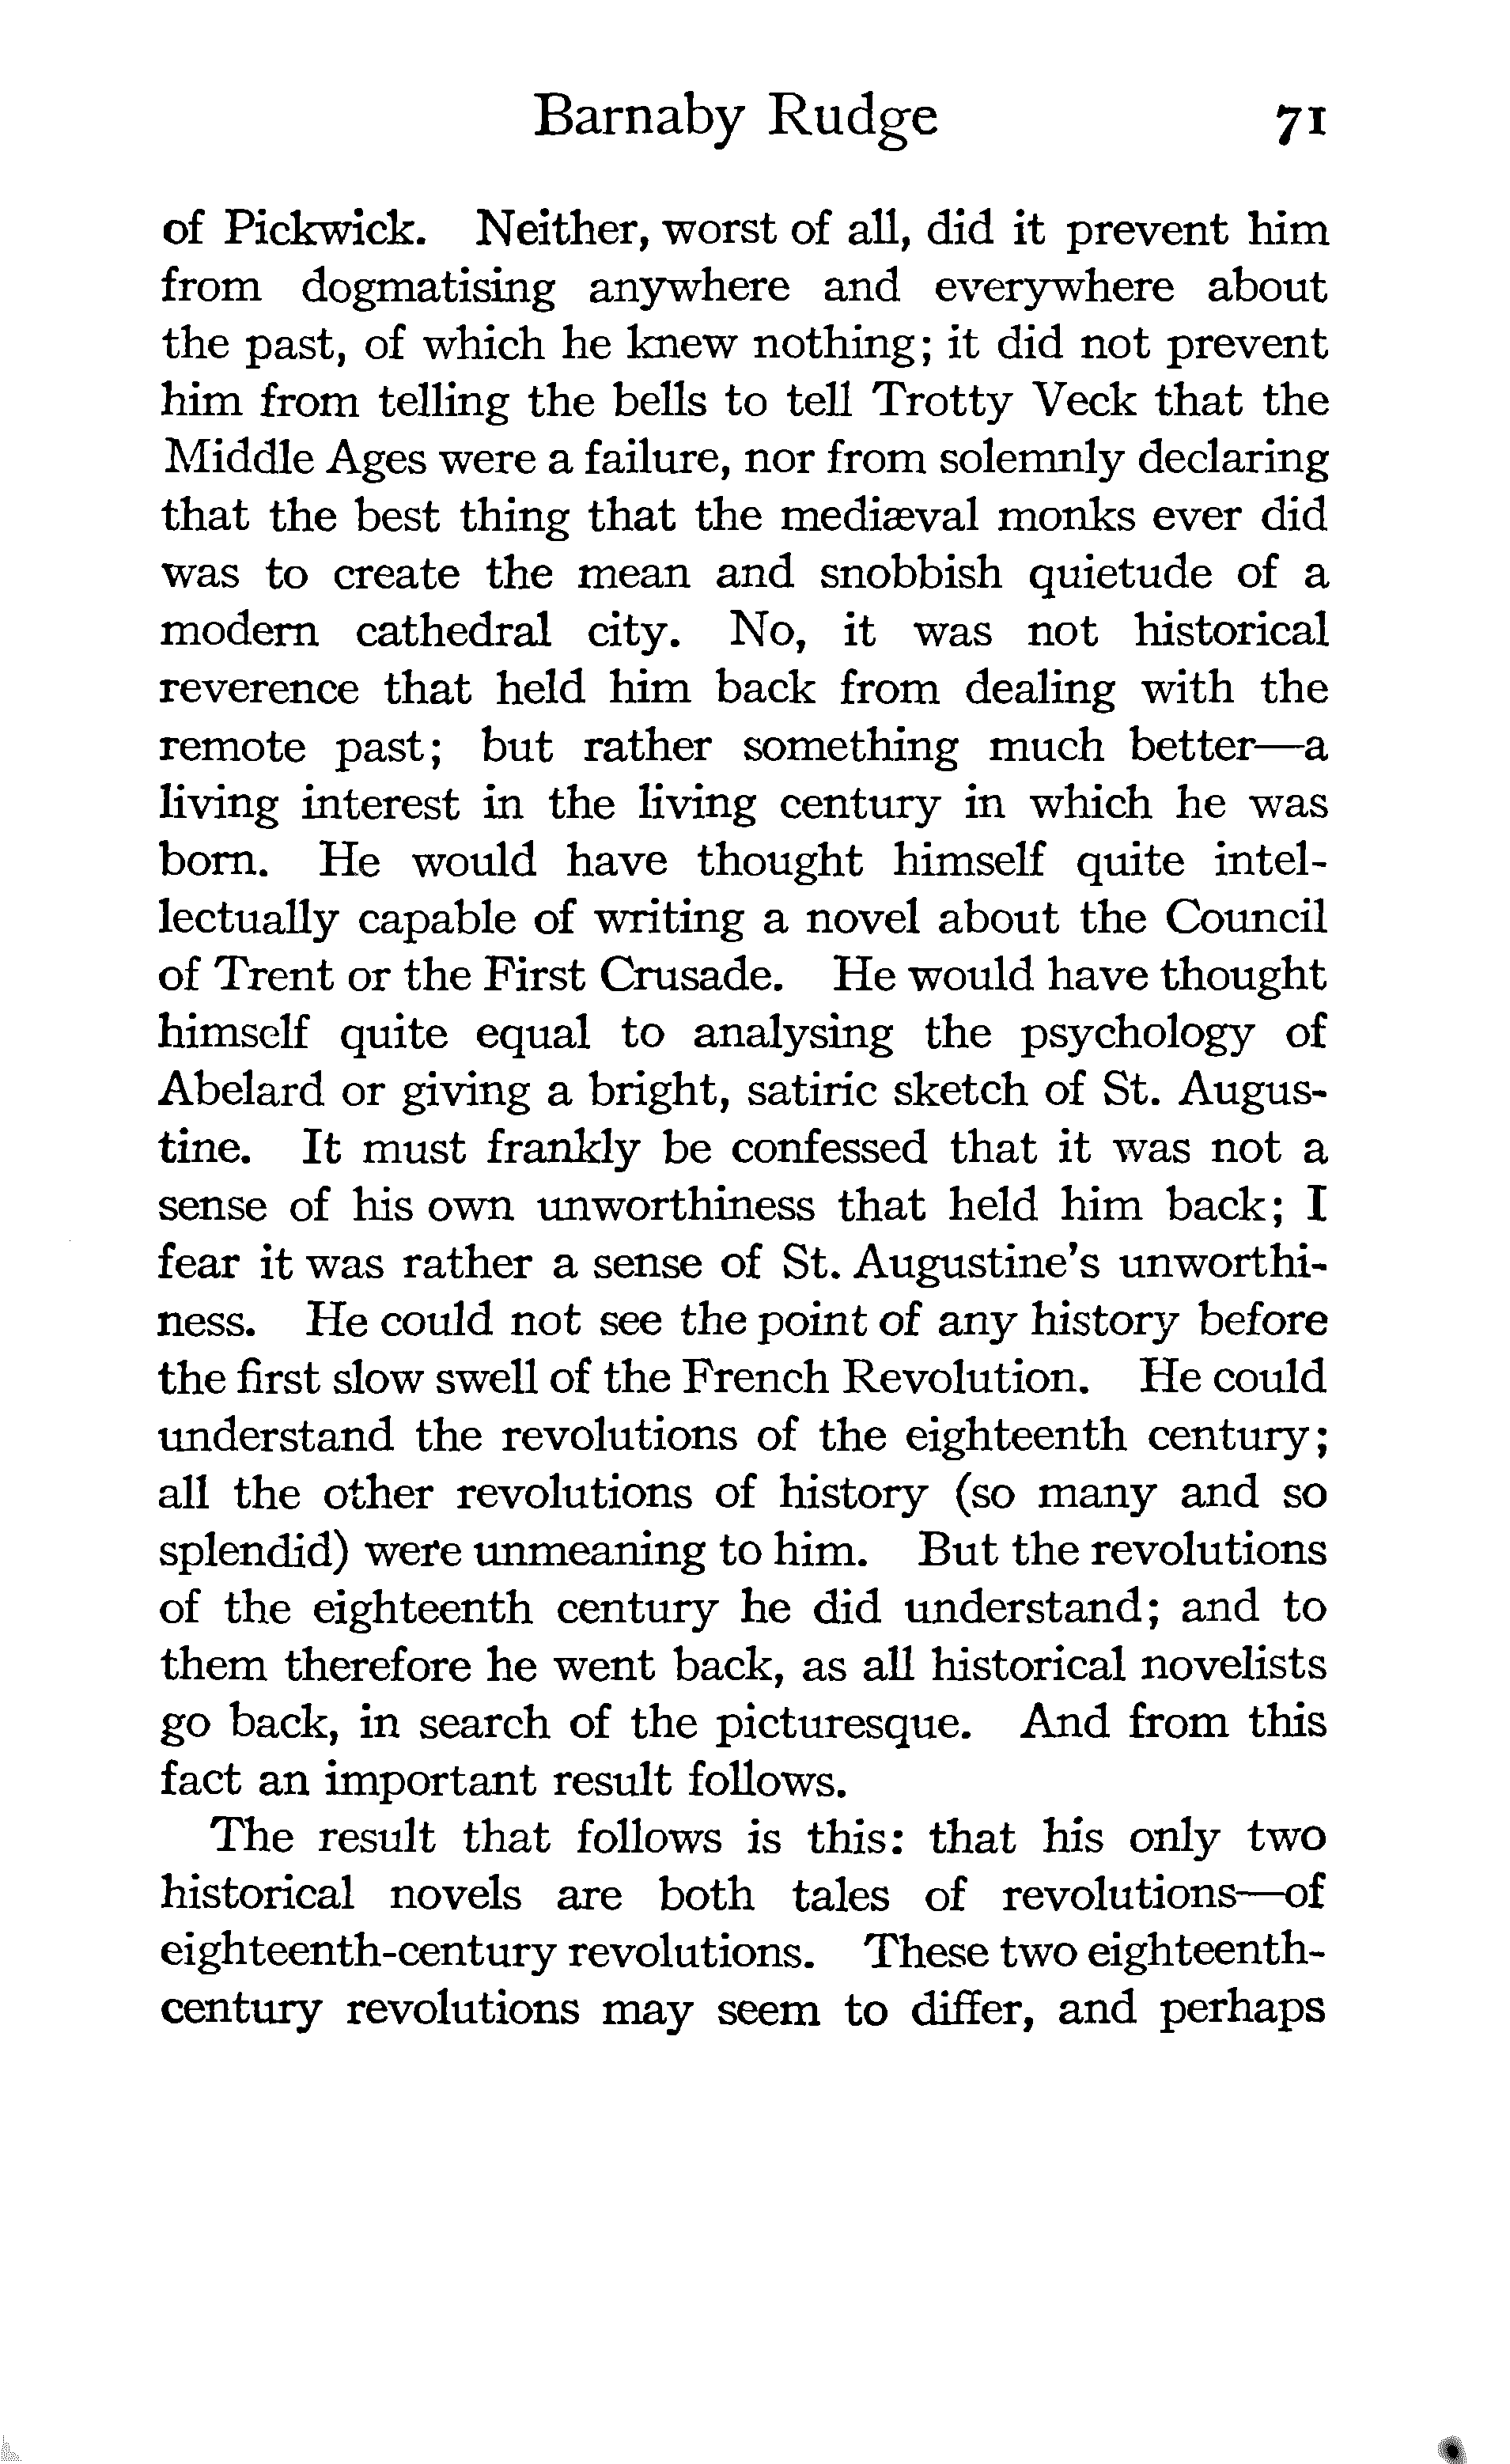 Barnaby Rudge 71
of Pickwick. Neither, worst of all, did it prevent him
from dogmatising anywhere and everywhere about
the past, of which he knew nothing; it did not prevent
him from telling the bells to tell Trotty Veck that the
Middle Ages were a failure, nor from solemnly declaring
that the best thing that the mediæval monks ever did
was to create the mean and snobbish quietude of a
modern cathedral city. No, it was not historical
reverence that held him back from dealing with the
remote past; but rather something much better—a
living interest in the living century in which he was
born. He would have thought himself quite intel-
lectually capable of writing a novel about the Council
of Trent or the First Crusade. He would have thought
himself quite equal to analysing the psychology of
Abelard or giving a bright, satiric sketch of St. Augus-
tine. It must frankly be confessed that it was not a
sense of his own unworthiness that held him back; I
fear it was rather a sense of St. Augustine's unworthi-
ness. He could not see the point of any history before
the first slow swell of the French Revolution. He could
understand the revolutions of the eighteenth century;
all the other revolutions of history (so many and so
splendid) were unmeaning to him. But the revolutions
of the eighteenth century he did understand; and to
them therefore he went back, as all historical novelists
go back, in search of the picturesque. And from this
fact an important result follows.
The result that follows is this: that his only two
historical novels are both tales of revolutions—of
eighteenth-century revolutions. These two eighteenth-
century revolutions may seem to differ, and perhaps